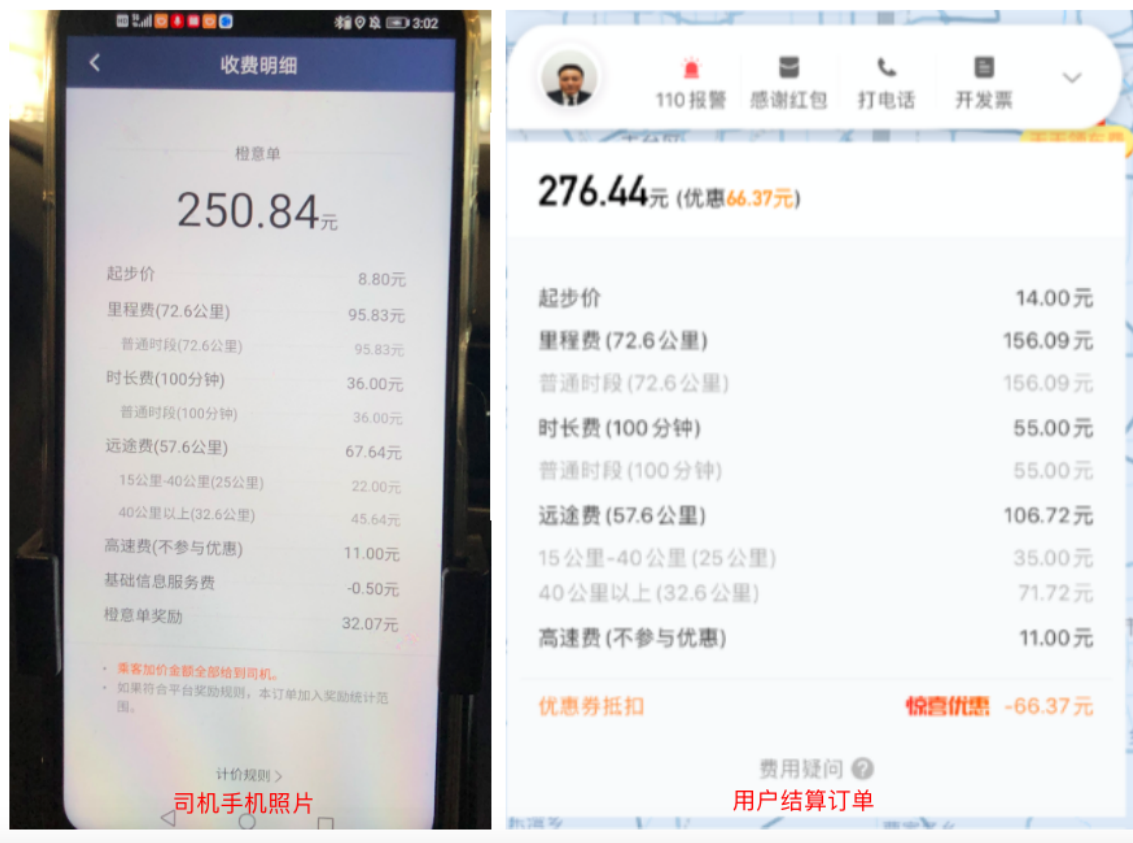 3:02
收费明细
橙意单
250.84元
起步价 8.80元
里程费(72.6公里) 95.83元
普通时段(72.6公里) 95.83元
时长费(100分钟) 36.00元
普通时段(100分钟) 36.00元
远途费(57.6公里) 67.64元
15公里-40公里(25公里) 22.00元
40公里以上(32.6公里) 45.64元
高速费(不参与优惠) 11.00元
基础信息服务费 -0.50元
橙意单奖励 32.07元
· 乘客加价金额全部给到司机。
· 如果符合平台奖励规则，本订单加入奖励统计范
围。
计价规则 >
司机手机照片
110报警 感谢红包 打电话 开发票
276.44元 (优惠66.37元)
起步价 14.00元
里程费(72.6公里) 156.09元
普通时段(72.6公里) 156.09元
时长费(100分钟) 55.00元
普通时段(100分钟) 55.00元
远途费(57.6公里) 106.72元
15公里-40公里(25公里) 35.00元
40公里以上(32.6公里) 71.72元
高速费(不参与优惠) 11.00元
优惠券抵扣 惊喜优惠 -66.37元
费用疑问 ?
用户结算订单